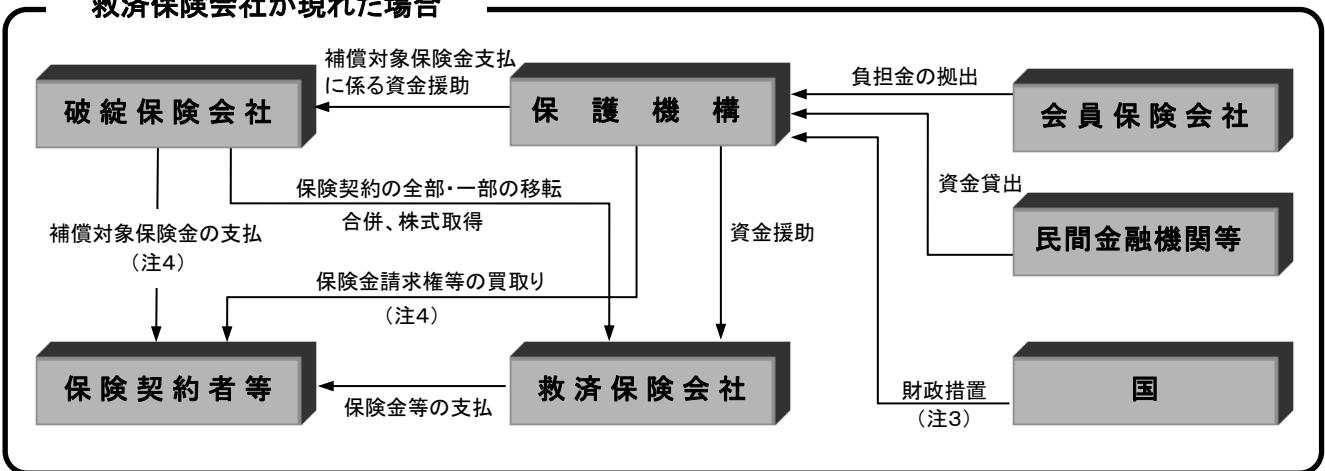 救済保険会社が現れた場合
補償対象保険金支払
に係る資金援助
負担金の拠出
破綻保険会社
保護機構
会員保険会社
保険契約の全部・一部の移転
合併、株式取得
資金貸出
補償対象保険金の支払
(注4)
資金援助
民間金融機関等
保険金請求権等の買取り
(注4)
保険契約者等
救済保険会社
国
保険金等の支払
財政措置
(注3)